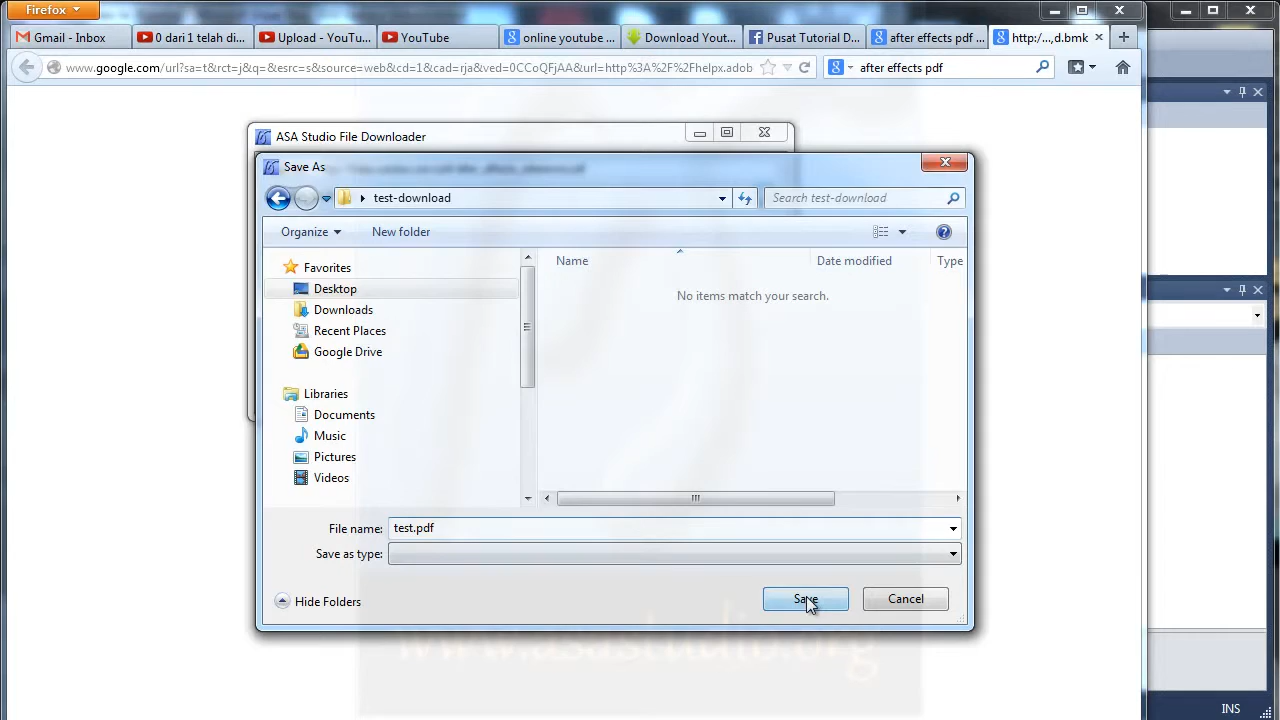 Firefox
Gmail - Inbox
0 dari 1 telah di...
Upload - YouT...
YouTube
online youtube ...
Download Yout...
Pusat Tutorial D...
after effects pdf ...
http:/...,d.bmk
www.google.com/url?sa=t&rct=j&q=&esrc=s&source=web&cd=1&cad=rja&ved=0CCoQFjAA&url=http%3A%2F%2Fhelpx.adob
after effects pdf
ASA Studio File Downloader
Save As
test-download
Search test-download
Organize
New folder
Favorites
Desktop
Downloads
Recent Places
Google Drive
Libraries
Documents
Music
Pictures
Videos
Name
Date modified
Type
No items match your search.
File name:
test.pdf
Save as type:
Hide Folders
Save
Cancel
www.asastudio.org
INS